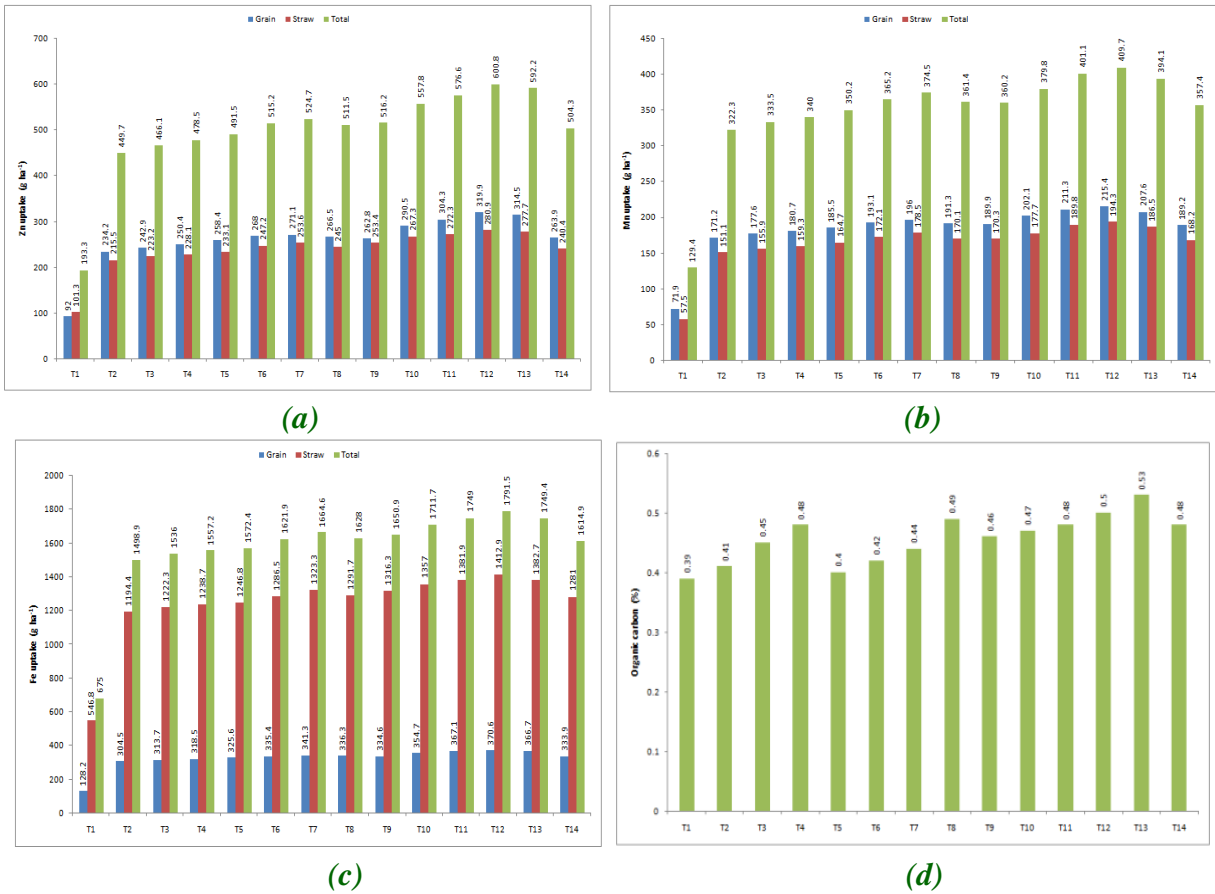 Grain Straw Total
Zn uptake (g ha⁻¹)
700
600
500
400
300
200
100
0
92 101.3 193.3
234.2 215.5 449.7
242.9 223.2 466.1
250.4 228.1 478.5
258.4 233.1 491.5
268 247.2 515.2
271.1 253.6 524.7
266.5 245 511.5
262.8 253.4 516.2
290.5 267.3 557.8
304.3 272.3 576.6
319.9 280.9 600.8
314.5 277.7 592.2
263.9 240.4 504.3
T1 T2 T3 T4 T5 T6 T7 T8 T9 T10 T11 T12 T13 T14
(a)
Grain Straw Total
Mn uptake (g ha⁻¹)
450
400
350
300
250
200
150
100
50
0
71.9 57.5 129.4
171.2 151.1 322.3
177.6 155.9 333.5
180.7 159.3 340
185.5 164.7 350.2
193.1 172.1 365.2
196 178.5 374.5
191.3 170.1 361.4
189.9 170.3 360.2
202.1 177.7 379.8
211.3 189.8 401.1
215.4 194.3 409.7
207.6 186.5 394.1
189.2 168.2 357.4
T1 T2 T3 T4 T5 T6 T7 T8 T9 T10 T11 T12 T13 T14
(b)
Grain Straw Total
Fe uptake (g ha⁻¹)
2000
1800
1600
1400
1200
1000
800
600
400
200
0
128.2 546.8 675
304.5 1194.4 1498.9
313.7 1222.3 1536
318.5 1238.7 1557.2
325.6 1246.8 1572.4
335.4 1286.5 1621.9
341.3 1323.3 1664.6
336.3 1291.7 1628
334.6 1316.3 1650.9
354.7 1357 1711.7
367.1 1381.9 1749
370.6 1412.9 1791.5
366.7 1382.7 1749.4
333.9 1281 1614.9
T1 T2 T3 T4 T5 T6 T7 T8 T9 T10 T11 T12 T13 T14
(c)
Organic carbon (%)
0.6
0.5
0.4
0.3
0.2
0.1
0
0.39 0.41 0.45 0.48 0.4 0.42 0.44 0.49 0.46 0.47 0.48 0.5 0.53 0.48
T1 T2 T3 T4 T5 T6 T7 T8 T9 T10 T11 T12 T13 T14
(d)